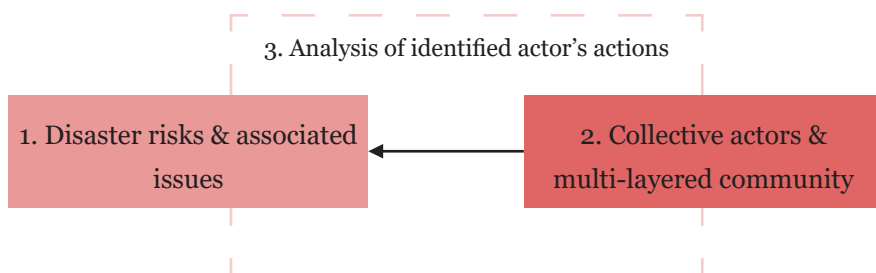 3. Analysis of identified actor’s actions
1. Disaster risks & associated
issues
2. Collective actors &
multi-layered community